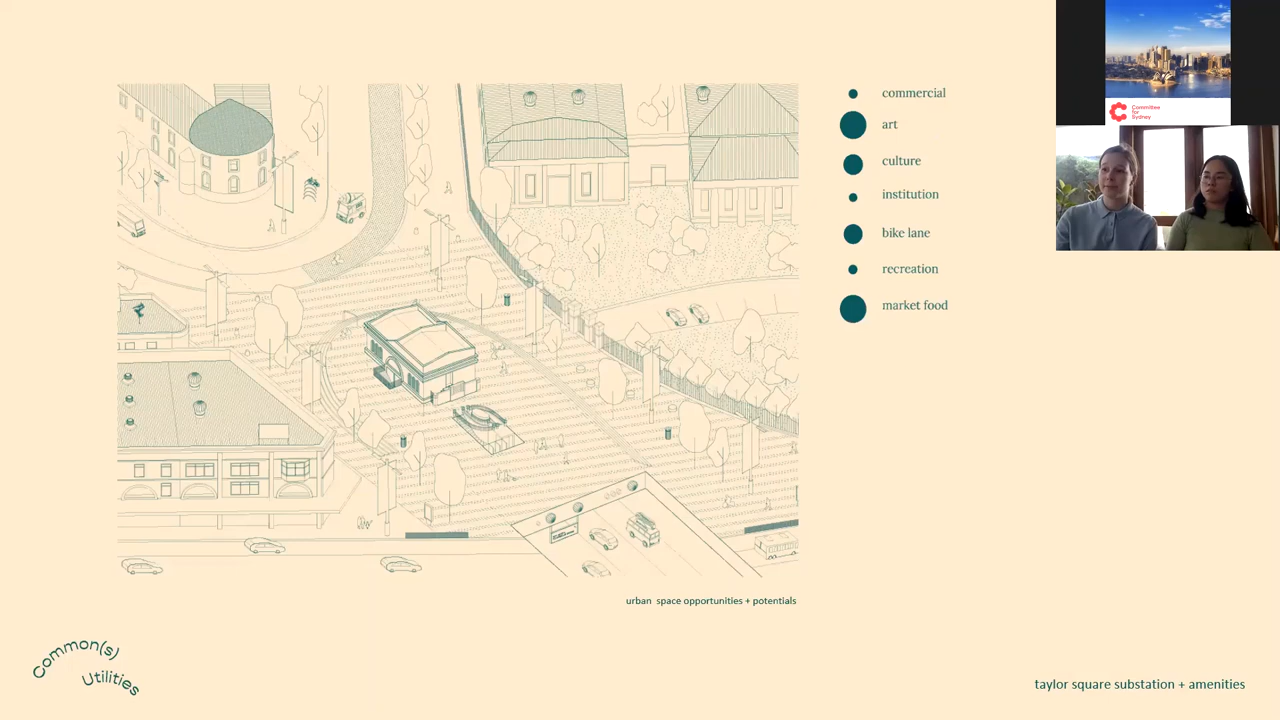 commercial
art
culture
institution
bike lane
recreation
market food
Committee
for
Sydney
urban space opportunities + potentials
Common(s)
Utilities
taylor square substation + amenities